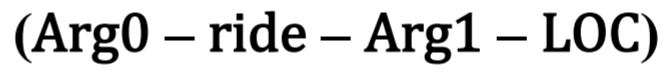 (Arg0 – ride – Arg1 – LOC)